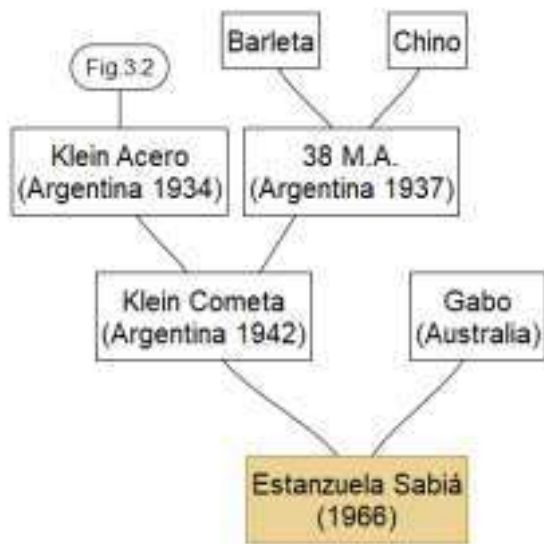 Barleta
Chino
Fig.3.2
Klein Acero
(Argentina 1934)
38 M.A.
(Argentina 1937)
Klein Cometa
(Argentina 1942)
Gabo
(Australia)
Estanzuela Sabiá
(1966)